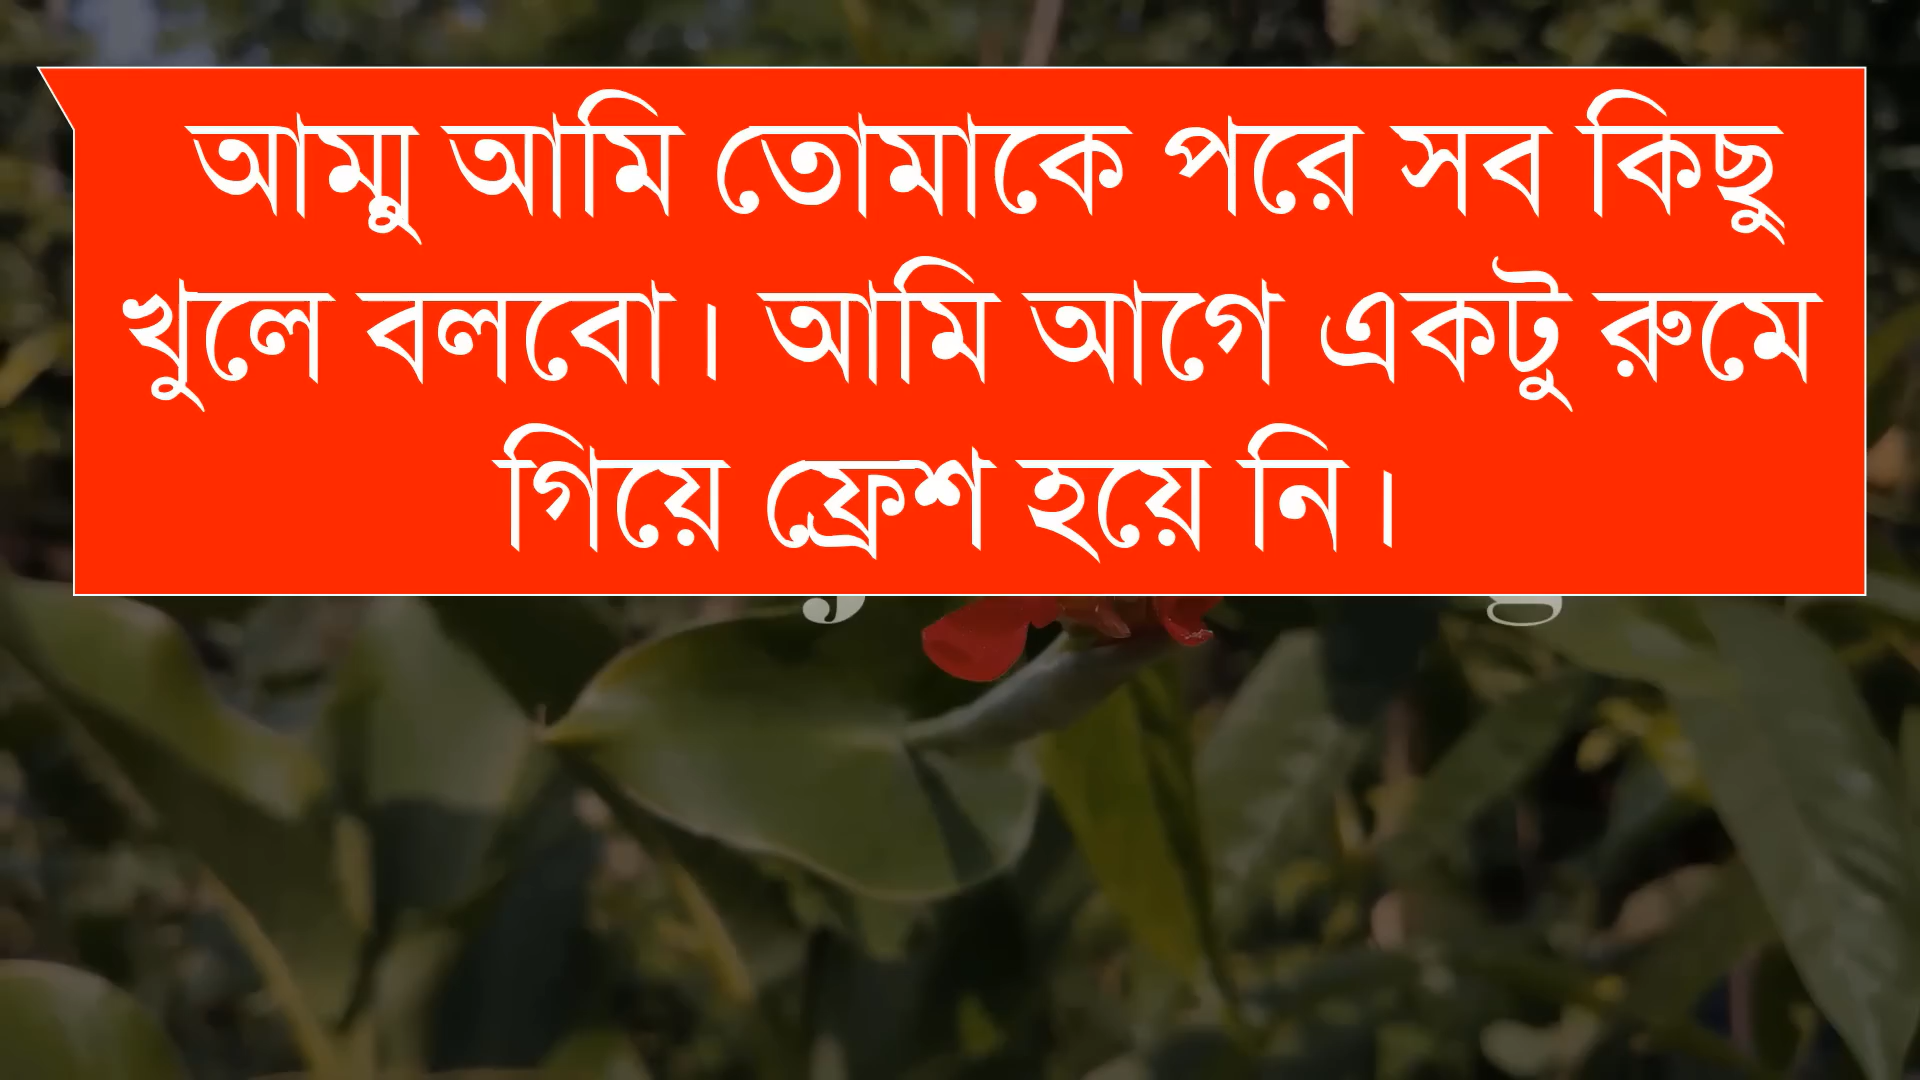 আম্মু আমি তোমাকে পরে সব কিছু
খুলে বলবো। আমি আগে একটু রুমে
গিয়ে ফ্রেশ হয়ে নি।